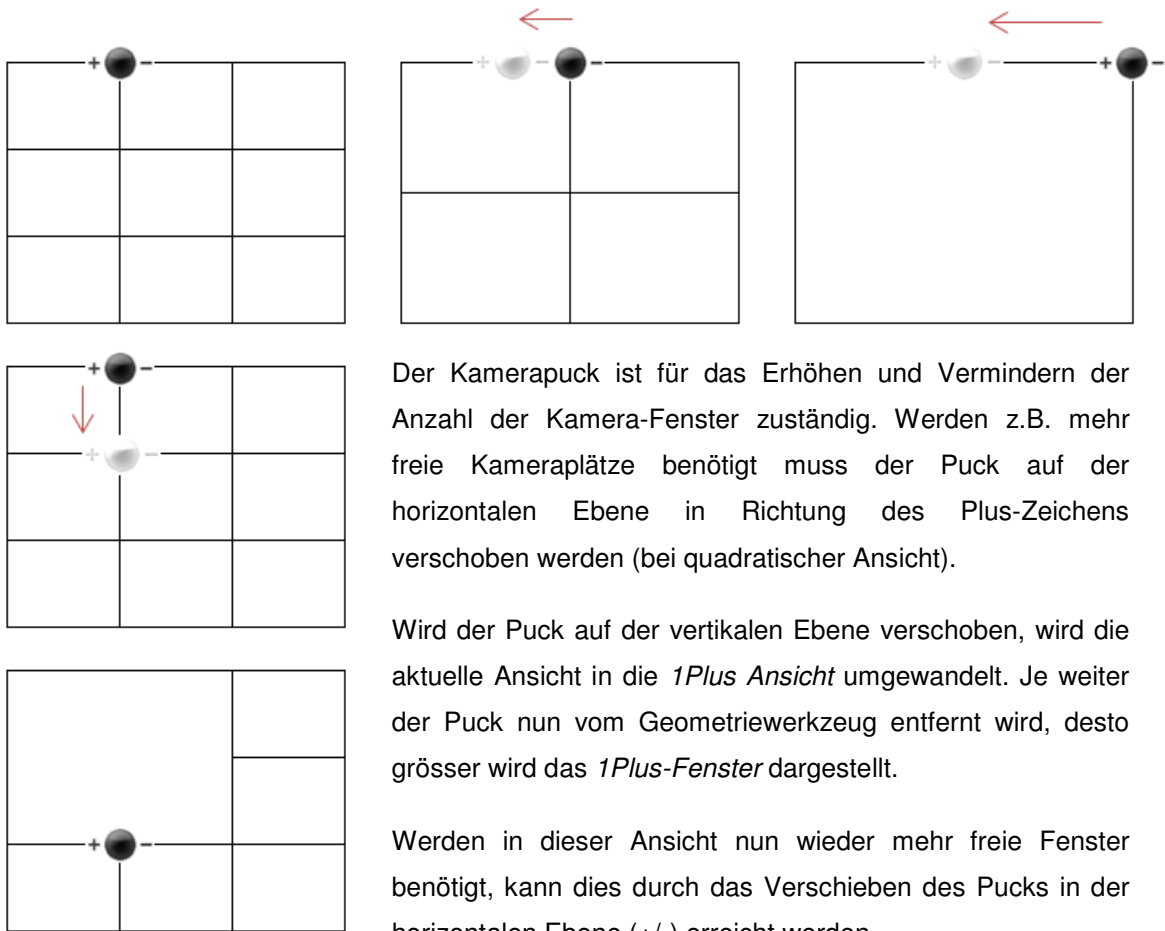 Der Kamerapuck ist für das Erhöhen und Vermindern der
Anzahl der Kamera-Fenster zuständig. Werden z.B. mehr
freie Kameraplätze benötigt muss der Puck auf der
horizontalen Ebene in Richtung des Plus-Zeichens
verschoben werden (bei quadratischer Ansicht).
Wird der Puck auf der vertikalen Ebene verschoben, wird die
aktuelle Ansicht in die 1Plus Ansicht umgewandelt. Je weiter
der Puck nun vom Geometriewerkzeug entfernt wird, desto
grösser wird das 1Plus-Fenster dargestellt.
Werden in dieser Ansicht nun wieder mehr freie Fenster
benötigt, kann dies durch das Verschieben des Pucks in der
horizontalen Ebene (+/-) erreicht werden